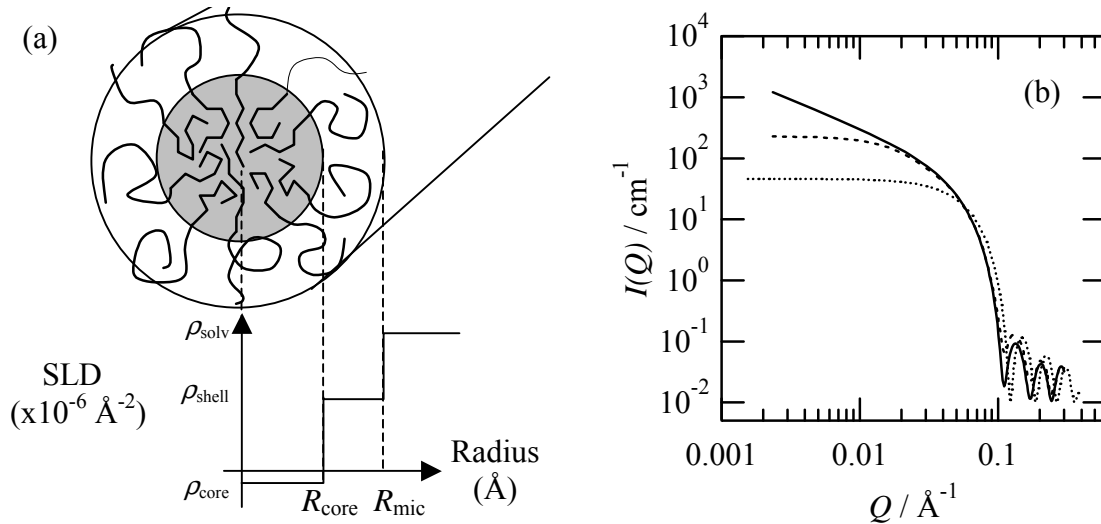 (a)
ρsolv
SLD
(x10⁻⁶ Å⁻²)
ρshell
ρcore
Rcore
Rmic
Radius
(Å)
(b)
I(Q) / cm⁻¹
10⁴
10³
10²
10¹
10⁰
10⁻¹
10⁻²
0.001
0.01
0.1
Q / Å⁻¹